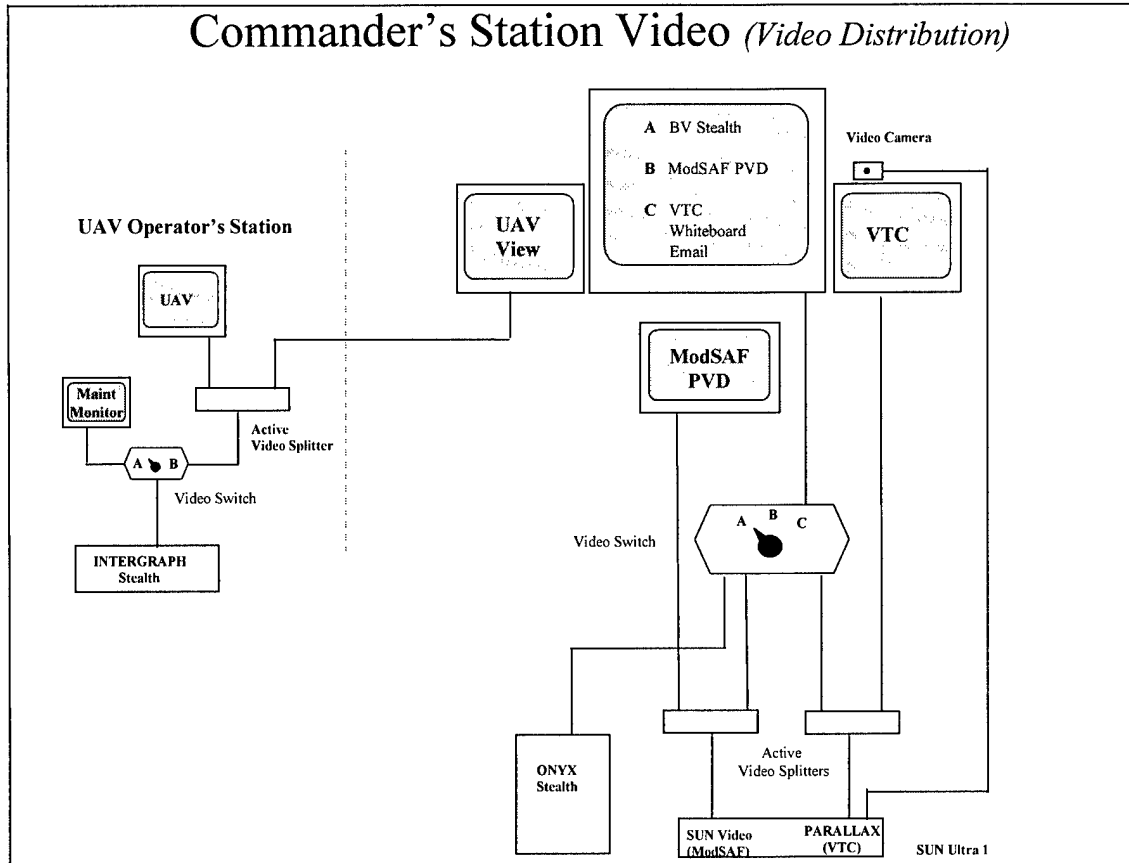 Commander's Station Video (Video Distribution)
A BV Stealth
B ModSAF PVD
C VTC
Whiteboard
Email
Video Camera
UAV Operator's Station
UAV
View
VTC
UAV
ModSAF
PVD
Maint
Monitor
Active
Video Splitter
A B
Video Switch
INTERGRAPH
Stealth
Video Switch
A B C
ONYX
Stealth
Active
Video Splitters
SUN Video
(ModSAF)
PARALLAX
(VTC)
SUN Ultra 1